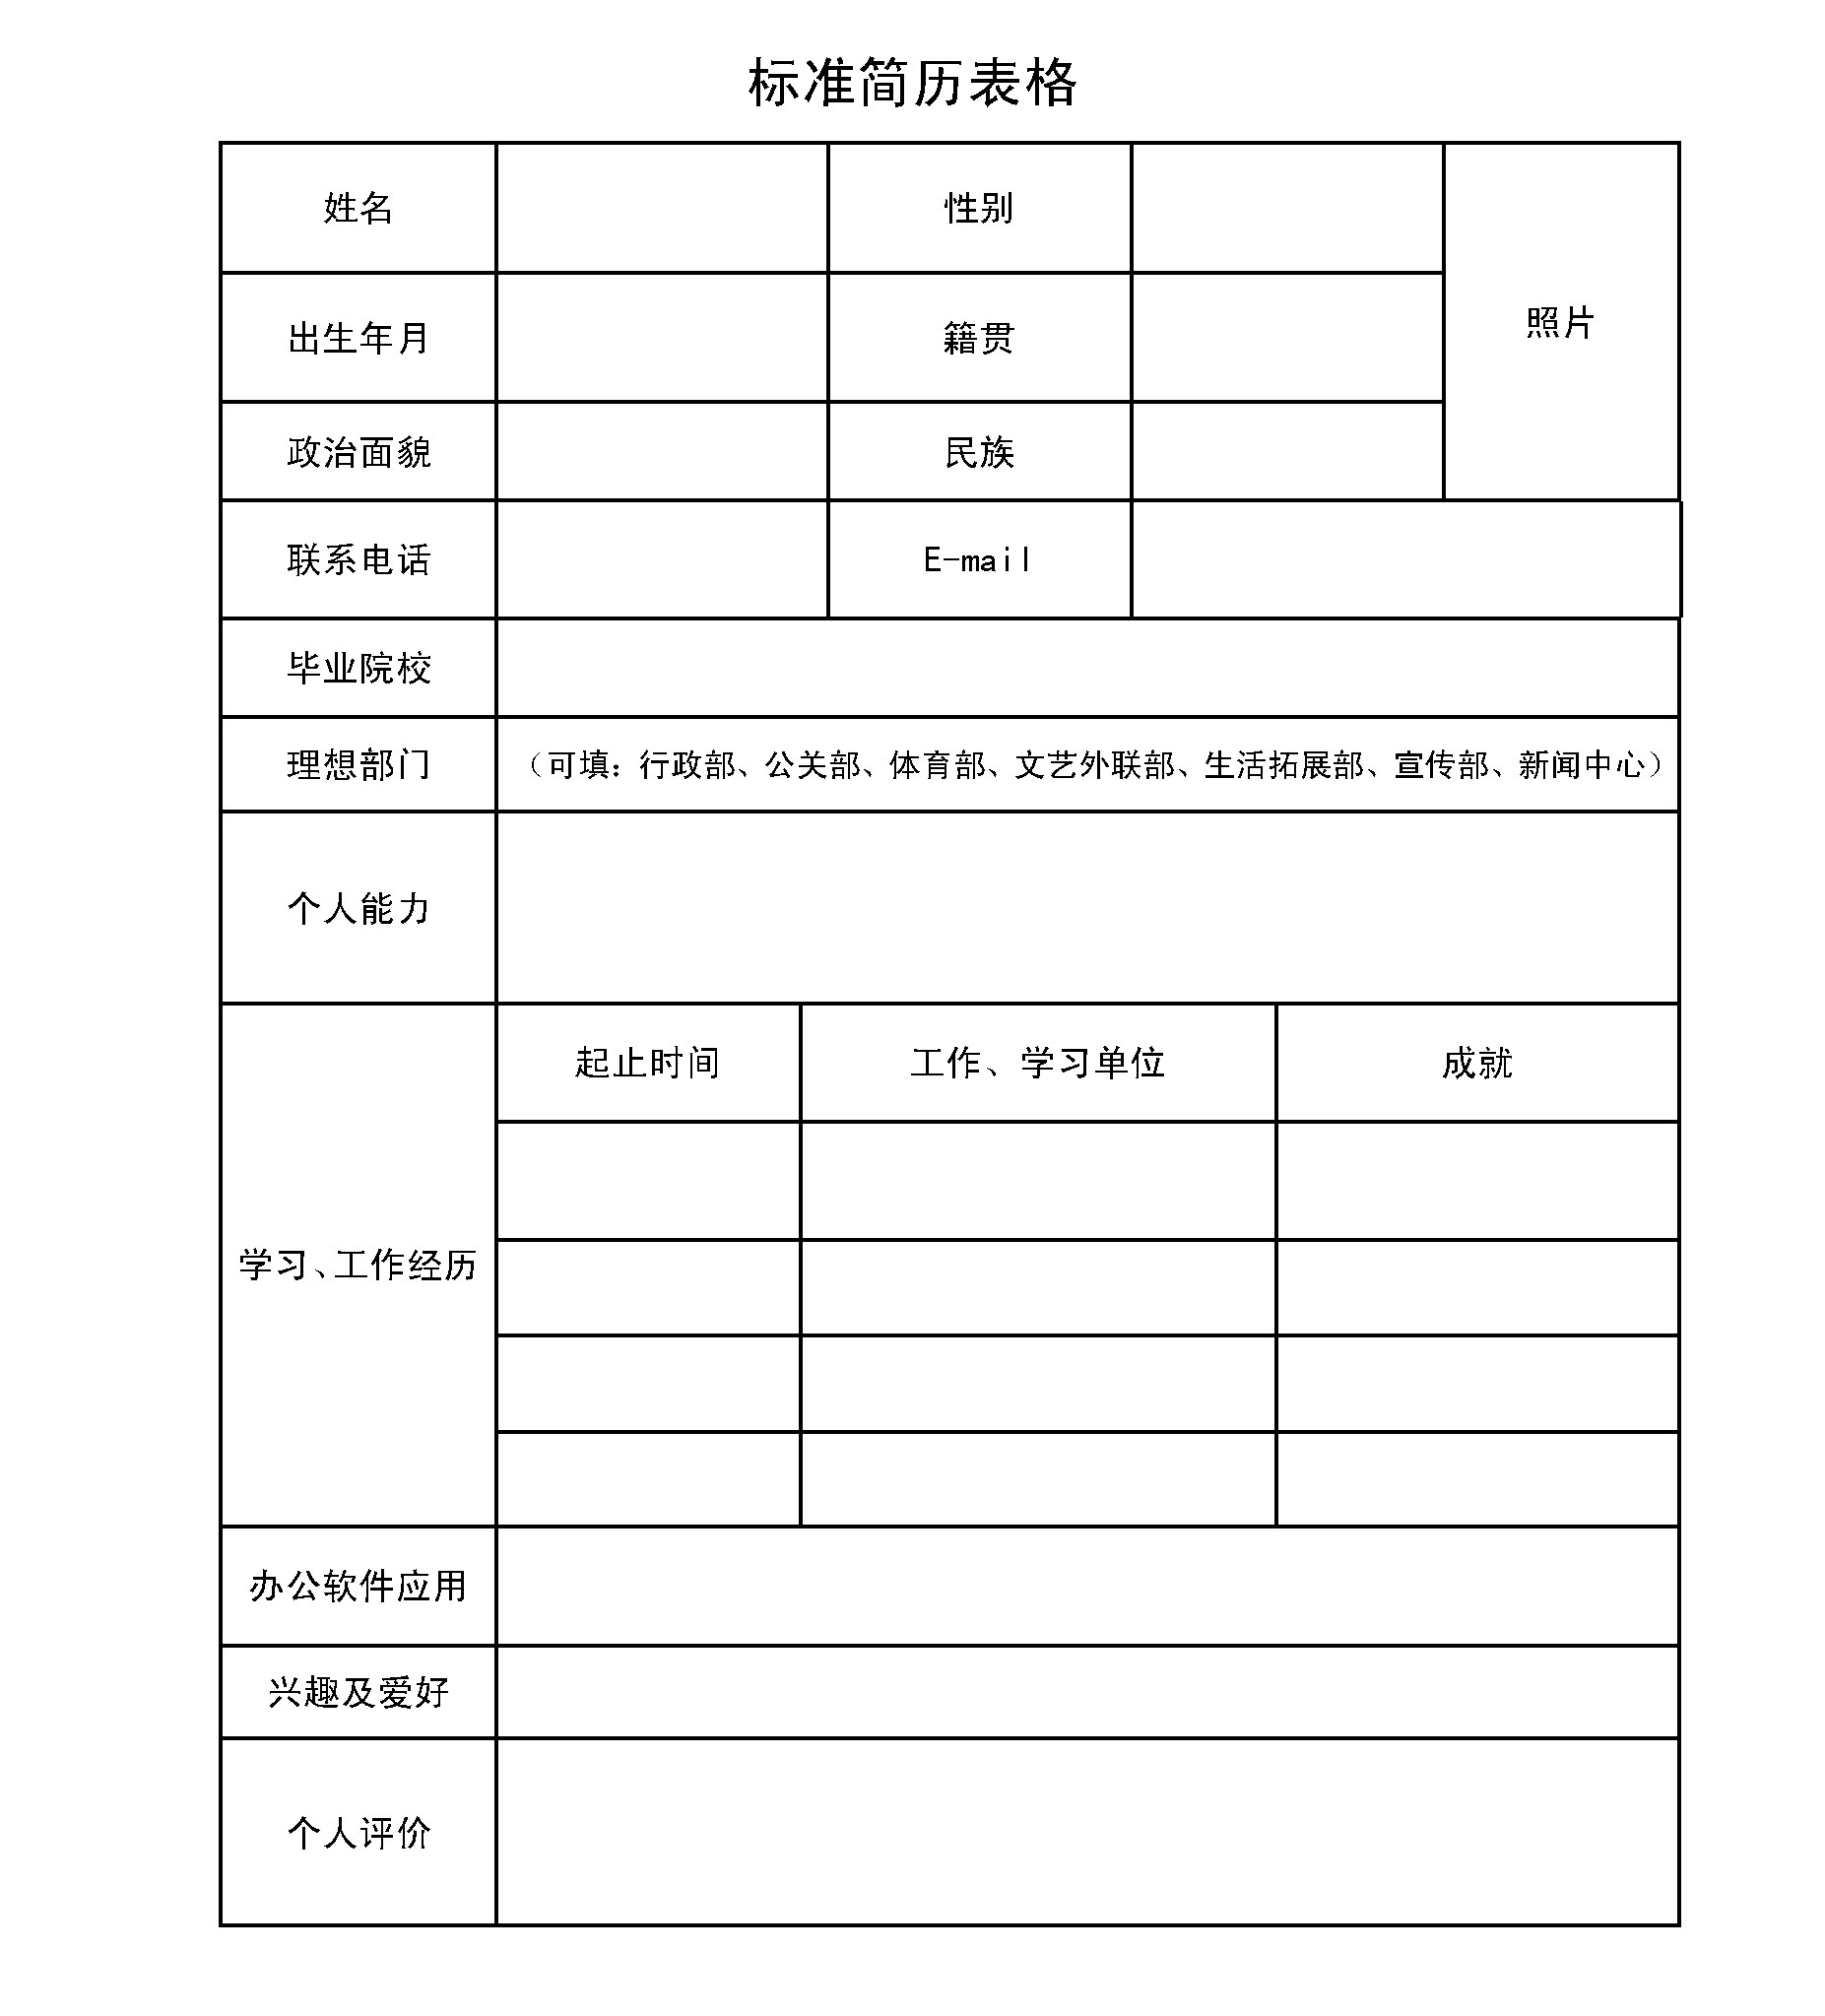 标准简历表格
姓名 性别
照片
出生年月 籍贯
政治面貌 民族
联系电话 E-mail
毕业院校
理想部门 （可填：行政部、公关部、体育部、文艺外联部、生活拓展部、宣传部、新闻中心）
个人能力
起止时间 工作、学习单位 成就
学习、工作经历
办公软件应用
兴趣及爱好
个人评价